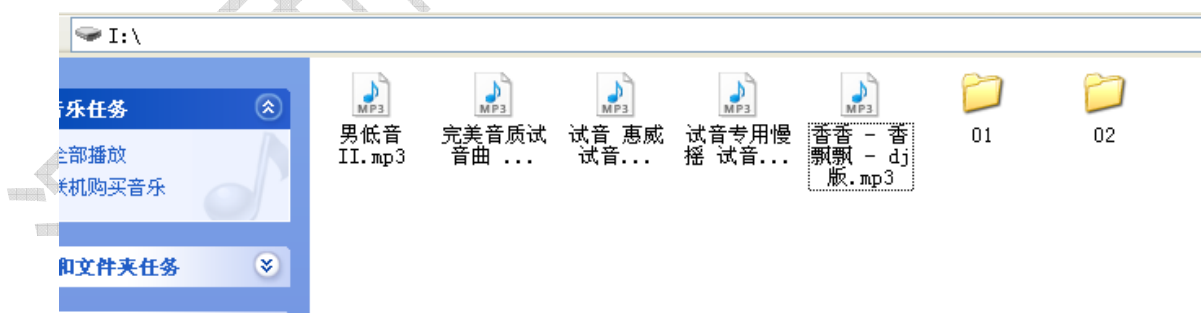 I:\
音乐任务
全部播放
联机购买音乐
和文件夹任务
MP3
MP3
MP3
MP3
MP3
男低音
II.mp3
完美音质试
音曲 ...
试音 惠威
试音...
试音专用慢
摇 试音...
香香 - 香
飘飘 - dj
版.mp3
01
02